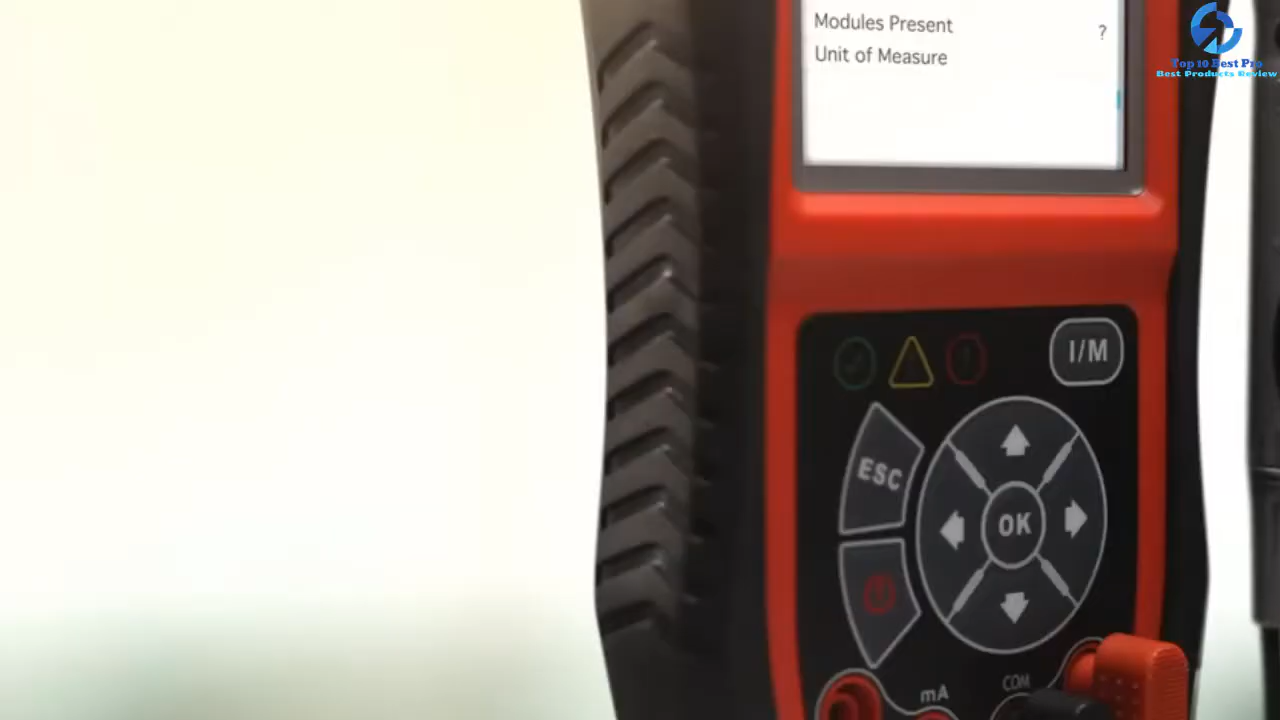 Modules Present
?
Unit of Measure
Top 10 Best Pro
Best Products Review
I/M
ESC
OK
mA
COM